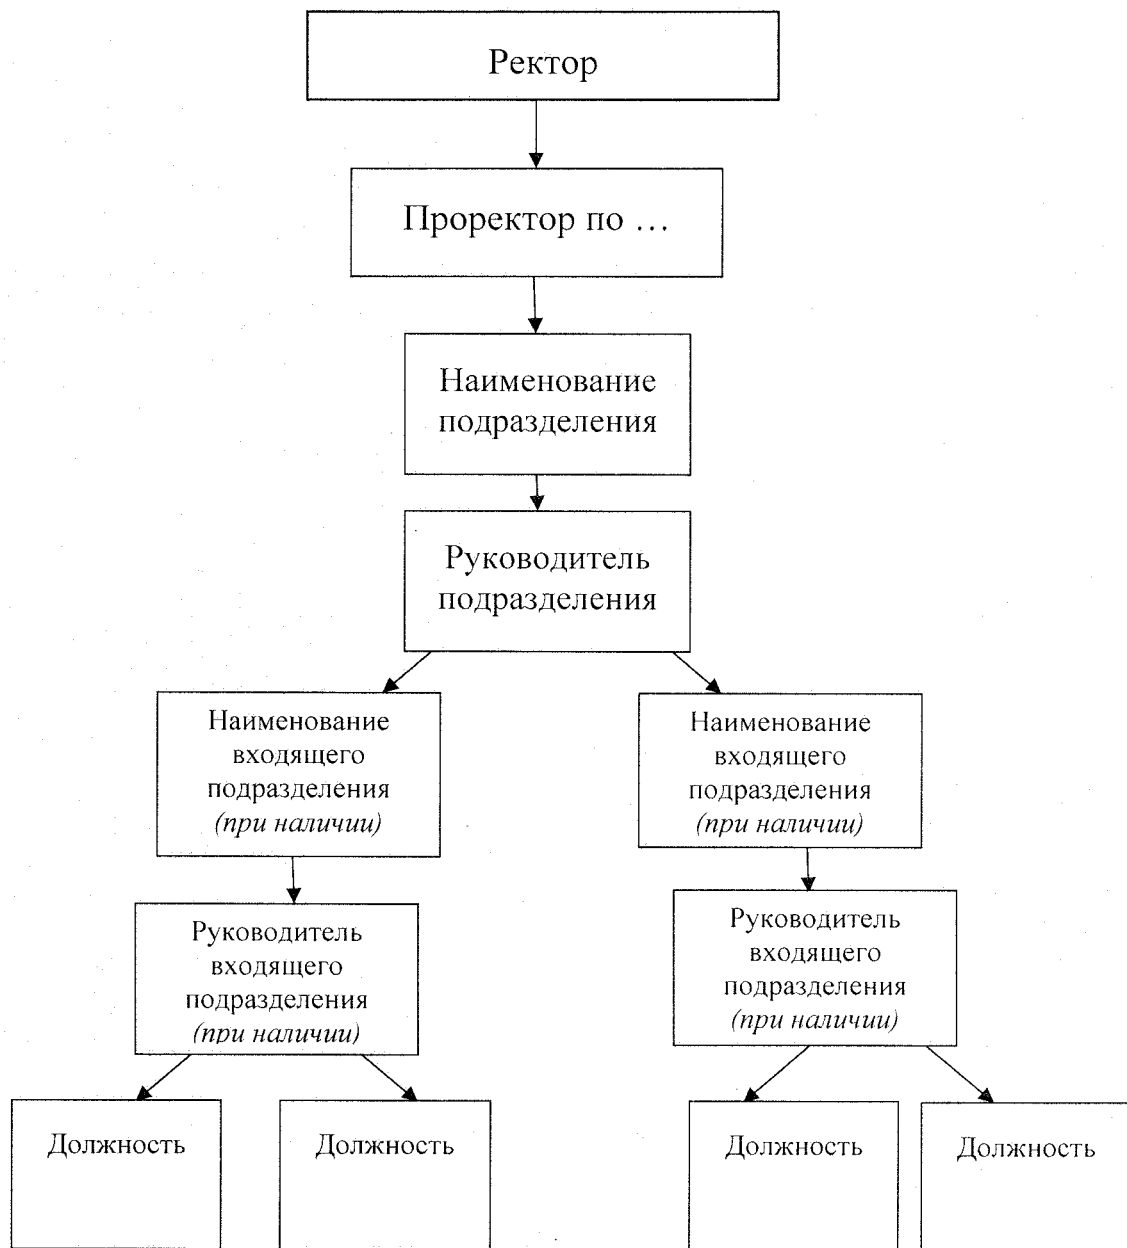 Ректор
Проректор по ...
Наименование
подразделения
Руководитель
подразделения
Наименование
входящего
подразделения
(при наличии)
Наименование
входящего
подразделения
(при наличии)
Руководитель
входящего
подразделения
(при наличии)
Руководитель
входящего
подразделения
(при наличии)
Должность
Должность
Должность
Должность